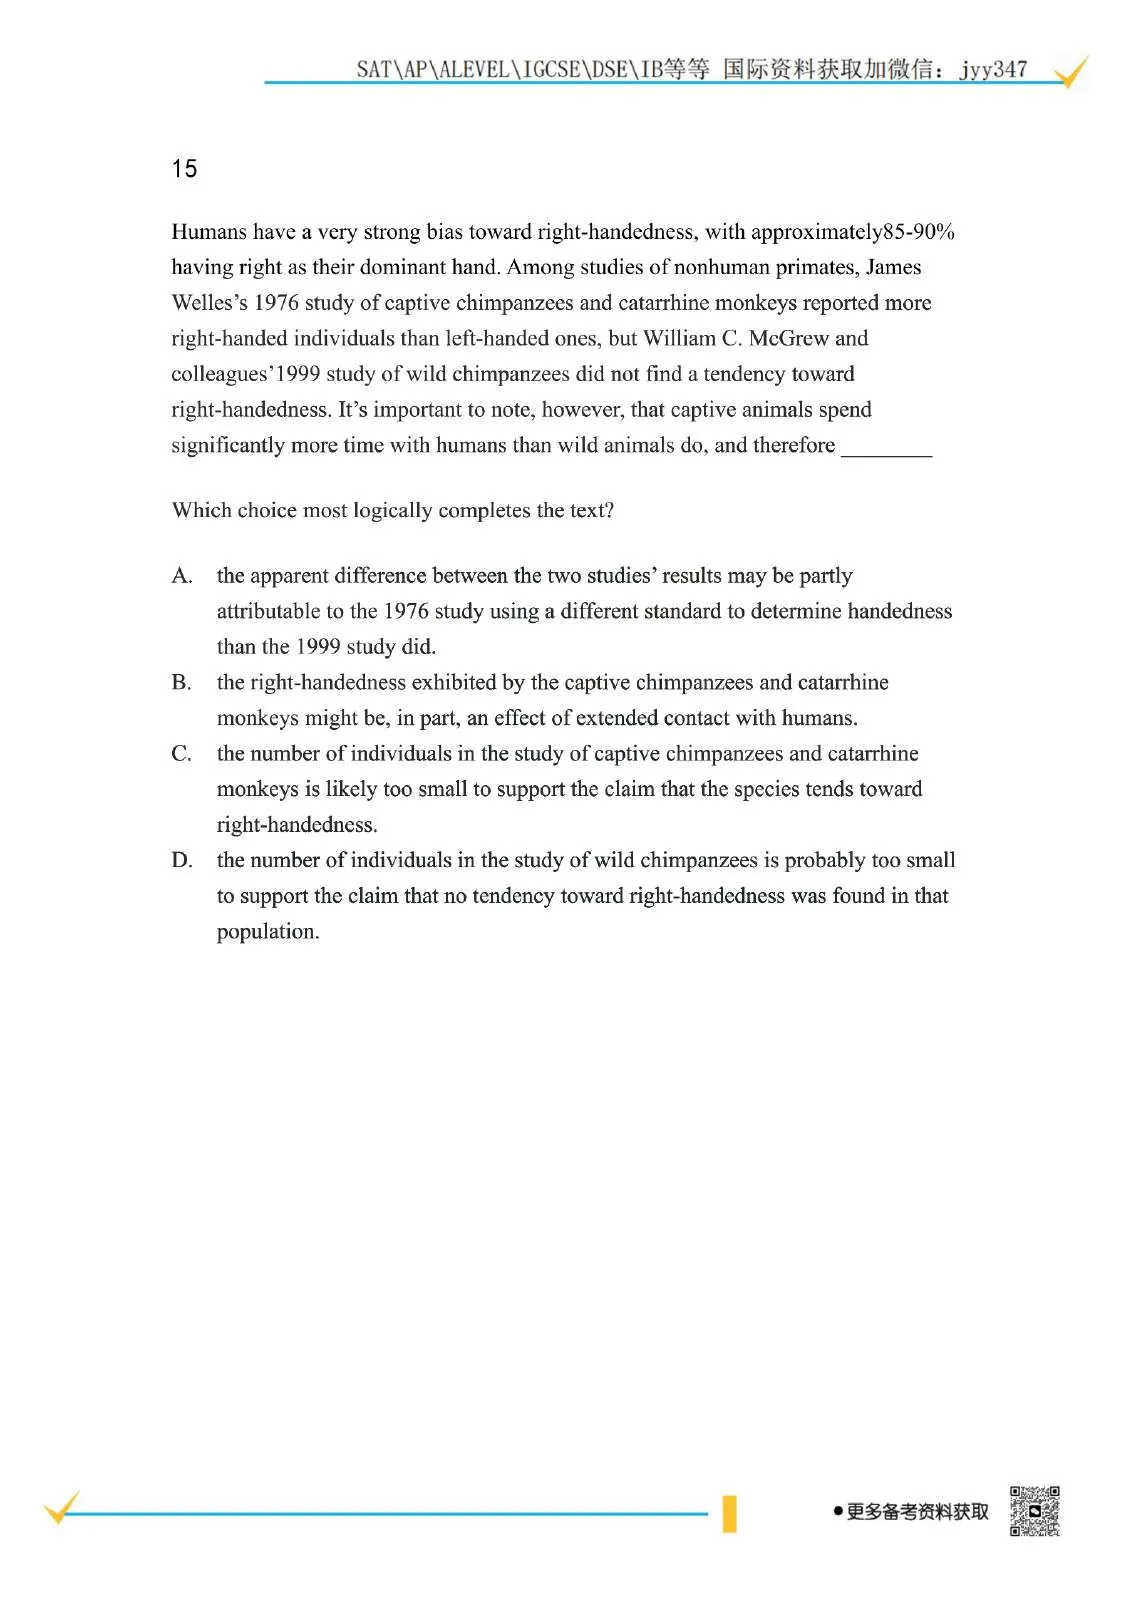 SAT\AP\ALEVEL\IGCSE\DSE\IB等等 国际资料获取加微信：jyy347
15
Humans have a very strong bias toward right-handedness, with approximately85-90%
having right as their dominant hand. Among studies of nonhuman primates, James
Welles’s 1976 study of captive chimpanzees and catarrhine monkeys reported more
right-handed individuals than left-handed ones, but William C. McGrew and
colleagues’1999 study of wild chimpanzees did not find a tendency toward
right-handedness. It’s important to note, however, that captive animals spend
significantly more time with humans than wild animals do, and therefore ________
Which choice most logically completes the text?
A. the apparent difference between the two studies’ results may be partly
attributable to the 1976 study using a different standard to determine handedness
than the 1999 study did.
B. the right-handedness exhibited by the captive chimpanzees and catarrhine
monkeys might be, in part, an effect of extended contact with humans.
C. the number of individuals in the study of captive chimpanzees and catarrhine
monkeys is likely too small to support the claim that the species tends toward
right-handedness.
D. the number of individuals in the study of wild chimpanzees is probably too small
to support the claim that no tendency toward right-handedness was found in that
population.
●更多备考资料获取